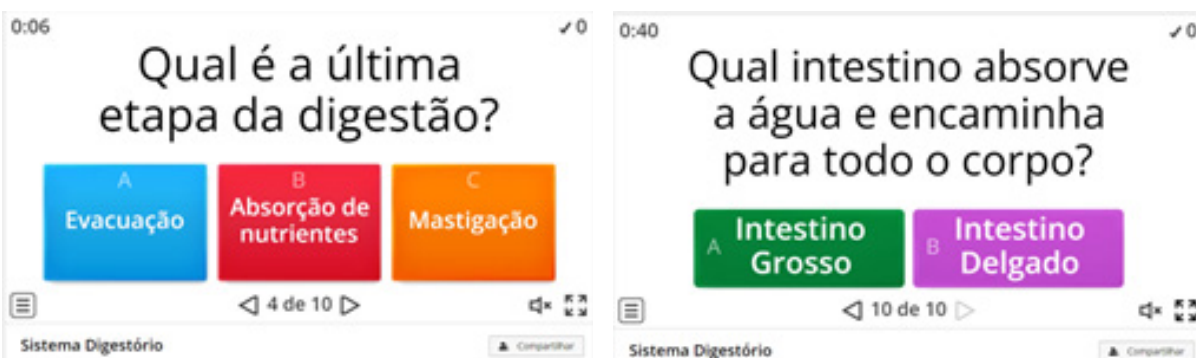 0:06
✓ 0
Qual é a última
etapa da digestão?
A
Evacuação
B
Absorção de
nutrientes
C
Mastigação
4 de 10
Sistema Digestório
Compartilhar
0:40
✓ 0
Qual intestino absorve
a água e encaminha
para todo o corpo?
A
Intestino
Grosso
B
Intestino
Delgado
10 de 10
Sistema Digestório
Compartilhar